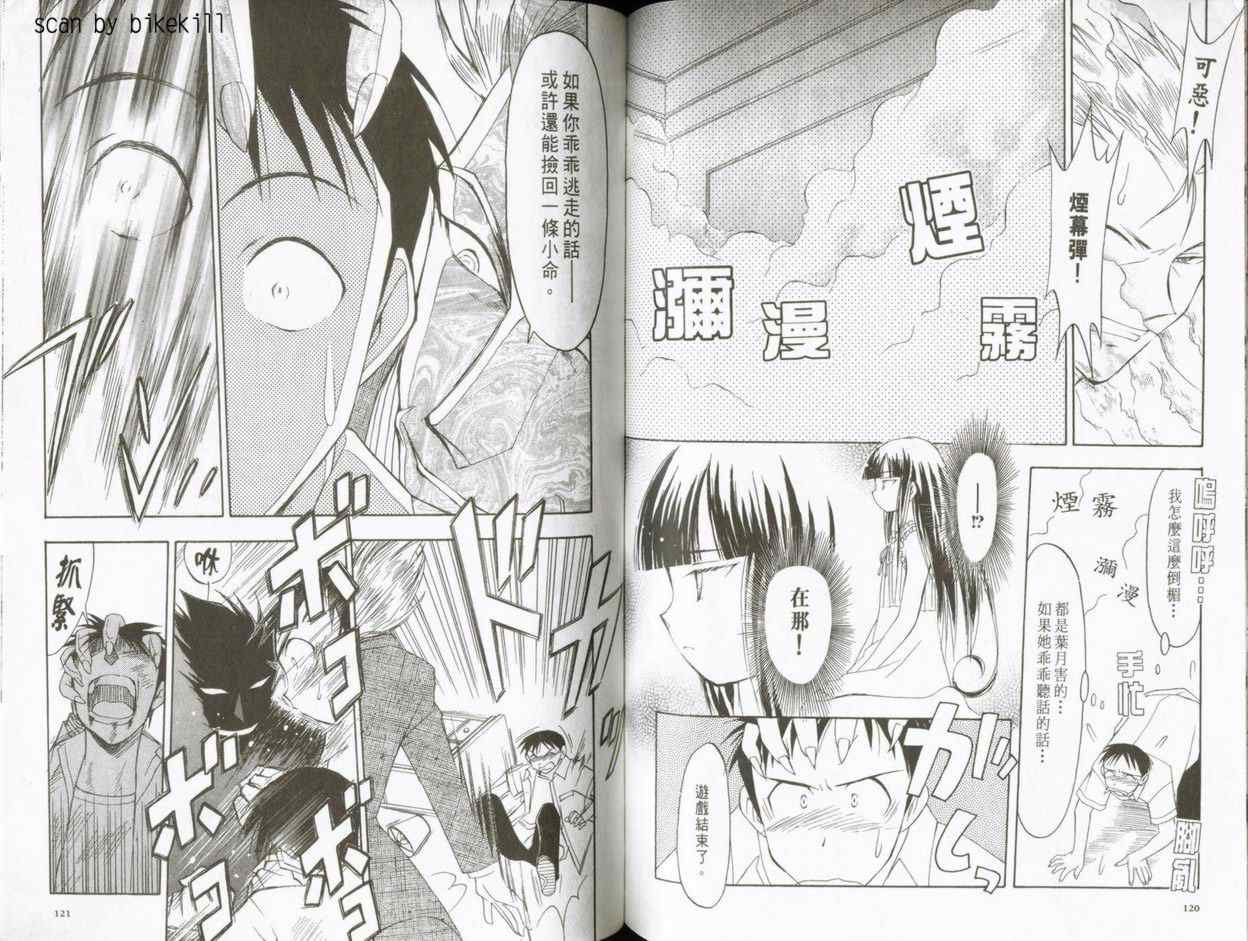 scan by bikekill
可惡！
煙幕彈！
煙
霧
漫
瀰
嗚呼呼…
我怎麼這麼倒楣…
煙霧
瀰漫
都是葉月害的…
如果她乖乖聽話的話…
手忙
腳亂
——!?
在那！
ガシッ
遊戲結束了。
120
如果你乖乖逃走的話——
或許還能撿回一條小命。
ドカ
ボコ
咻
ボコ
ボコ
抓緊
121